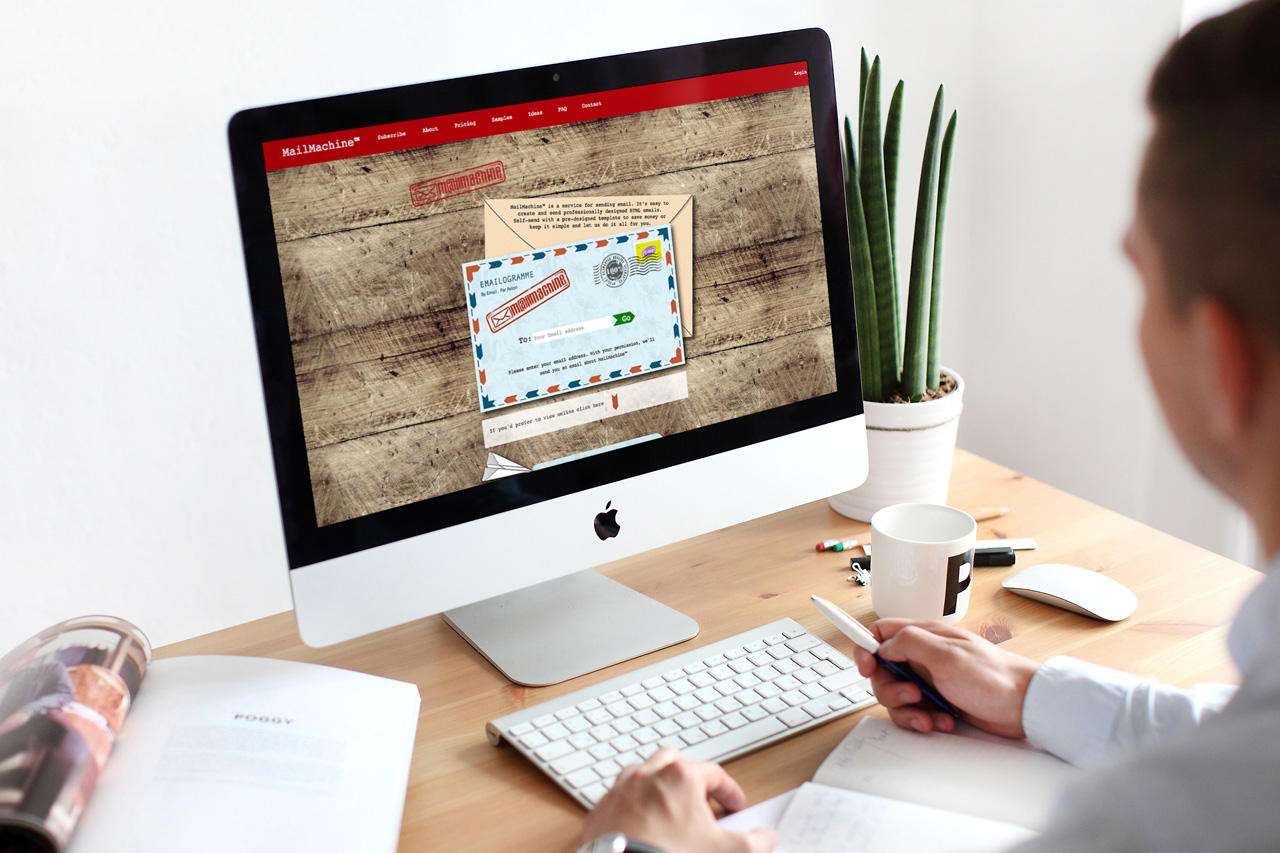 Login
MailMachine™ Subscribe About Pricing Samples Ideas FAQ Contact
m@ilmachine
MailMachine™ is a service for sending email. It's easy to
create and send professionally designed HTML emails.
Self-send with a pre-designed template to save money or
keep it simple and let us do it all for you.
EMAILOGRAMME
By Email. Par Avion
m@ilmachine
To: Your Email address Go
Please enter your email address. with your permission, we'll
send you an email about MailMachine™
If you'd prefer to view online click here
P
POGGY